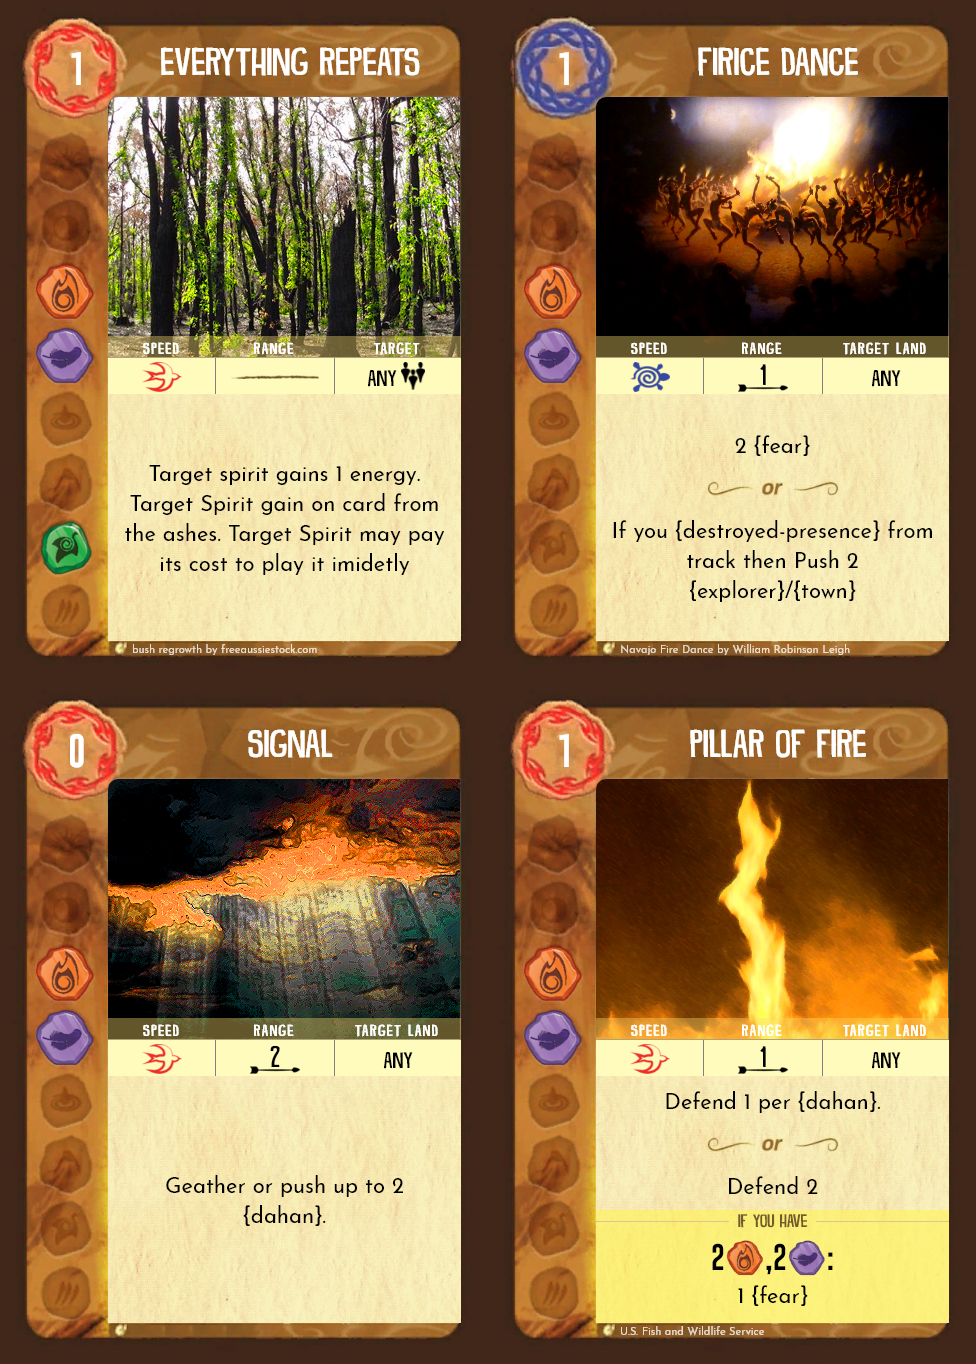 1
EVERYTHING REPEATS
SPEED RANGE TARGET
ANY
Target spirit gains 1 energy.
Target Spirit gain on card from
the ashes. Target Spirit may pay
its cost to play it imidetly
bush regrowth by freeaussiestock.com
1
FIRICE DANCE
SPEED RANGE TARGET LAND
1 ANY
2 {fear}
or
If you {destroyed-presence} from
track then Push 2
{explorer}/{town}
Navajo Fire Dance by William Robinson Leigh
0
SIGNAL
SPEED RANGE TARGET LAND
2 ANY
Geather or push up to 2
{dahan}.
1
PILLAR OF FIRE
SPEED RANGE TARGET LAND
1 ANY
Defend 1 per {dahan}.
or
Defend 2
IF YOU HAVE
2 ,2 :
1 {fear}
U.S. Fish and Wildlife Service